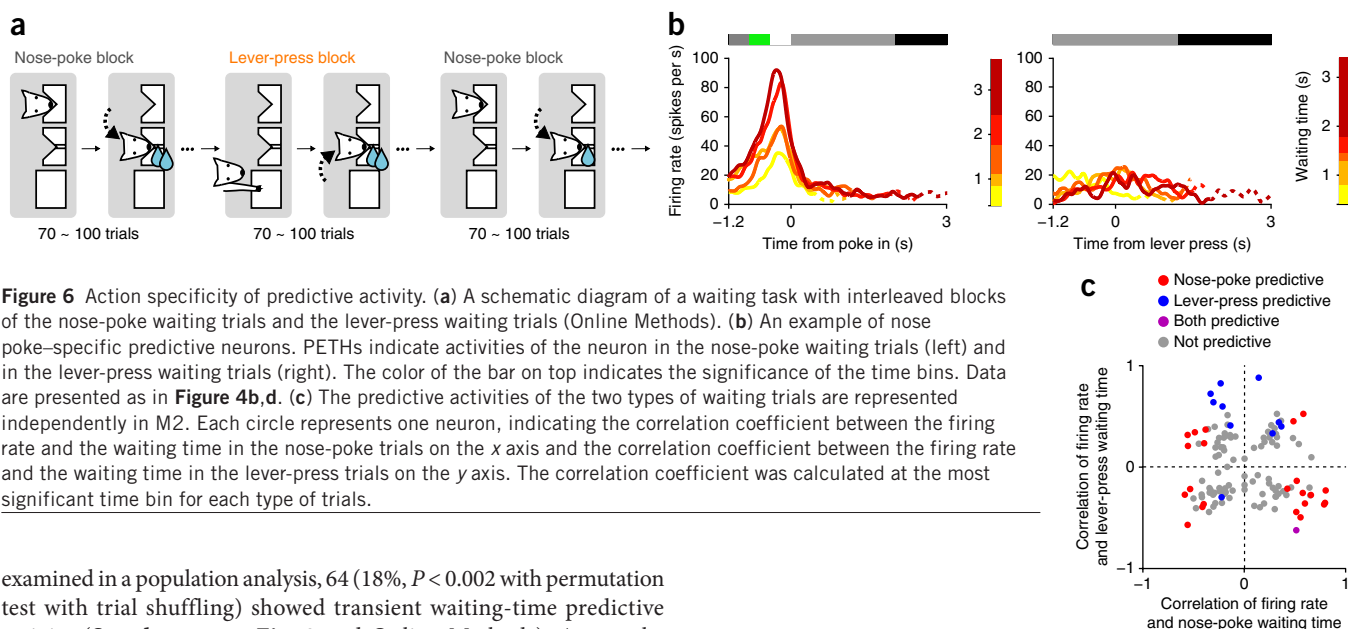 a
Nose-poke block
Lever-press block
Nose-poke block
70 ~ 100 trials
70 ~ 100 trials
70 ~ 100 trials
b
Firing rate (spikes per s)
100
80
60
40
20
0
–1.2
0
3
Time from poke in (s)
3
2
1
100
80
60
40
20
0
–1.2
0
3
Time from lever press (s)
Waiting time (s)
3
2
1
Figure 6 Action specificity of predictive activity. (a) A schematic diagram of a waiting task with interleaved blocks
of the nose-poke waiting trials and the lever-press waiting trials (Online Methods). (b) An example of nose
poke–specific predictive neurons. PETHs indicate activities of the neuron in the nose-poke waiting trials (left) and
in the lever-press waiting trials (right). The color of the bar on top indicates the significance of the time bins. Data
are presented as in Figure 4b,d. (c) The predictive activities of the two types of waiting trials are represented
independently in M2. Each circle represents one neuron, indicating the correlation coefficient between the firing
rate and the waiting time in the nose-poke trials on the x axis and the correlation coefficient between the firing rate
and the waiting time in the lever-press trials on the y axis. The correlation coefficient was calculated at the most
significant time bin for each type of trials.
c
Nose-poke predictive
Lever-press predictive
Both predictive
Not predictive
Correlation of firing rate
and lever-press waiting time
1
0
–1
–1
0
1
Correlation of firing rate
and nose-poke waiting time
examined in a population analysis, 64 (18%, P < 0.002 with permutation
test with trial shuffling) showed transient waiting-time predictive